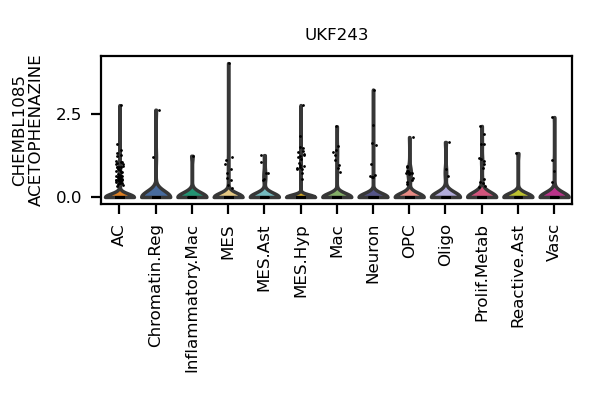 UKF243
CHEMBL1085
ACETOPHENAZINE
2.5
0.0
AC
Chromatin.Reg
Inflammatory.Mac
MES
MES.Ast
MES.Hyp
Mac
Neuron
OPC
Oligo
Prolif.Metab
Reactive.Ast
Vasc